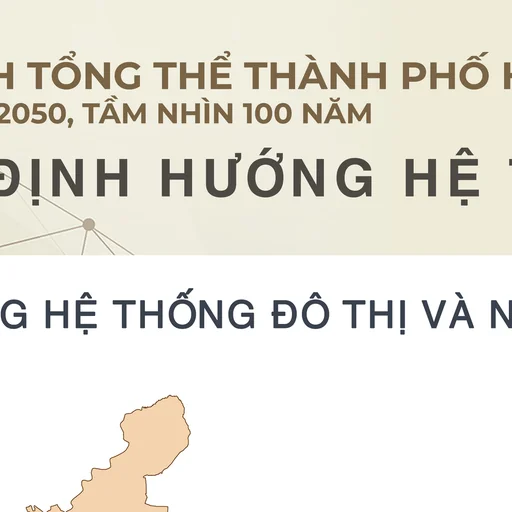 H TỔNG THỂ THÀNH PHỐ H
2050, TẦM NHÌN 100 NĂM
ĐỊNH HƯỚNG HỆ
G HỆ THỐNG ĐÔ THỊ VÀ N